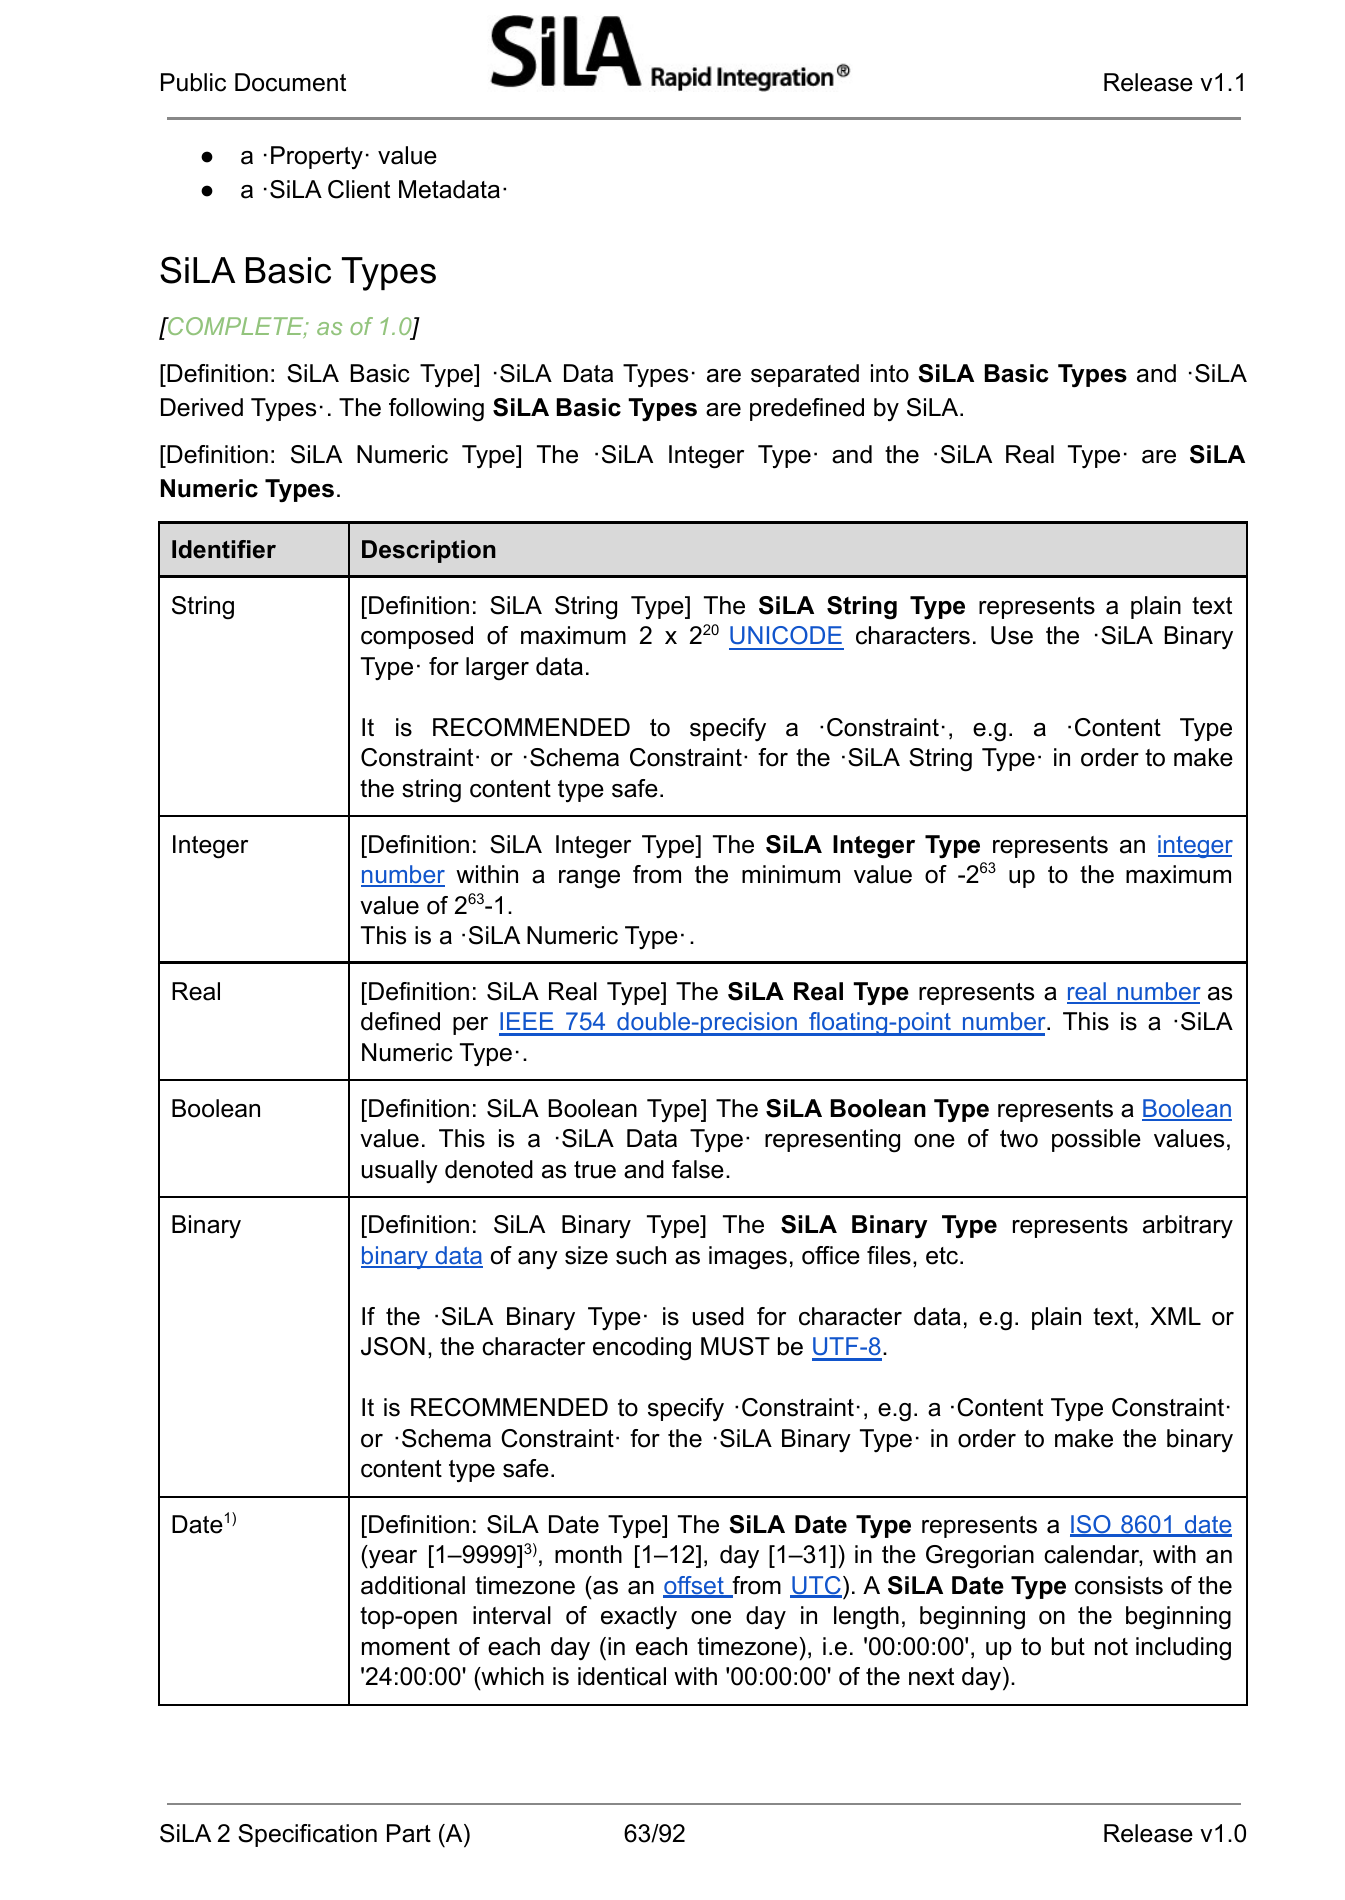 Public Document
SiLA Rapid Integration®
Release v1.1
● a ·Property· value
● a ·SiLA Client Metadata·
SiLA Basic Types
[COMPLETE; as of 1.0]
[Definition: SiLA Basic Type] ·SiLA Data Types· are separated into SiLA Basic Types and ·SiLA
Derived Types·. The following SiLA Basic Types are predefined by SiLA.
[Definition: SiLA Numeric Type] The ·SiLA Integer Type· and the ·SiLA Real Type· are SiLA
Numeric Types.
Identifier
Description
String
[Definition: SiLA String Type] The SiLA String Type represents a plain text
composed of maximum 2 x 2²⁰ UNICODE characters. Use the ·SiLA Binary
Type· for larger data.
It is RECOMMENDED to specify a ·Constraint·, e.g. a ·Content Type
Constraint· or ·Schema Constraint· for the ·SiLA String Type· in order to make
the string content type safe.
Integer
[Definition: SiLA Integer Type] The SiLA Integer Type represents an integer
number within a range from the minimum value of -2⁶³ up to the maximum
value of 2⁶³-1.
This is a ·SiLA Numeric Type·.
Real
[Definition: SiLA Real Type] The SiLA Real Type represents a real number as
defined per IEEE 754 double-precision floating-point number. This is a ·SiLA
Numeric Type·.
Boolean
[Definition: SiLA Boolean Type] The SiLA Boolean Type represents a Boolean
value. This is a ·SiLA Data Type· representing one of two possible values,
usually denoted as true and false.
Binary
[Definition: SiLA Binary Type] The SiLA Binary Type represents arbitrary
binary data of any size such as images, office files, etc.
If the ·SiLA Binary Type· is used for character data, e.g. plain text, XML or
JSON, the character encoding MUST be UTF-8.
It is RECOMMENDED to specify ·Constraint·, e.g. a ·Content Type Constraint·
or ·Schema Constraint· for the ·SiLA Binary Type· in order to make the binary
content type safe.
Date¹⁾
[Definition: SiLA Date Type] The SiLA Date Type represents a ISO 8601 date
(year [1–9999]³⁾, month [1–12], day [1–31]) in the Gregorian calendar, with an
additional timezone (as an offset from UTC). A SiLA Date Type consists of the
top-open interval of exactly one day in length, beginning on the beginning
moment of each day (in each timezone), i.e. '00:00:00', up to but not including
'24:00:00' (which is identical with '00:00:00' of the next day).
SiLA 2 Specification Part (A)
63/92
Release v1.0